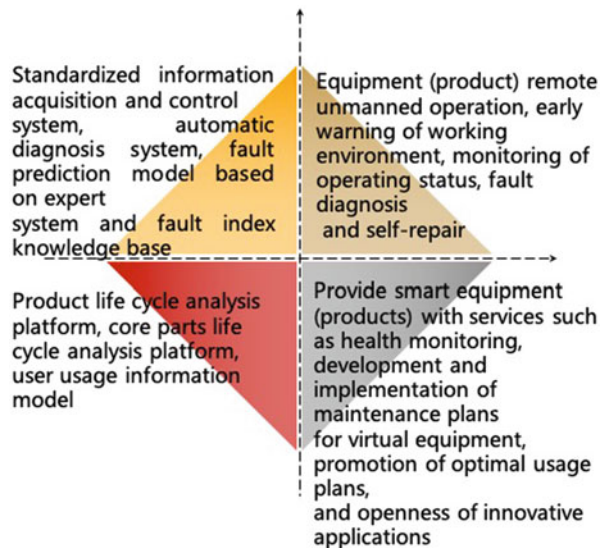 Standardized information
acquisition and control
system, automatic
diagnosis system, fault
prediction model based
on expert
system and fault index
knowledge base
Equipment (product) remote
unmanned operation, early
warning of working
environment, monitoring of
operating status, fault
diagnosis
and self-repair
Product life cycle analysis
platform, core parts life
cycle analysis platform,
user usage information
model
Provide smart equipment
(products) with services such
as health monitoring,
development and
implementation of
maintenance plans
for virtual equipment,
promotion of optimal usage
plans,
and openness of innovative
applications